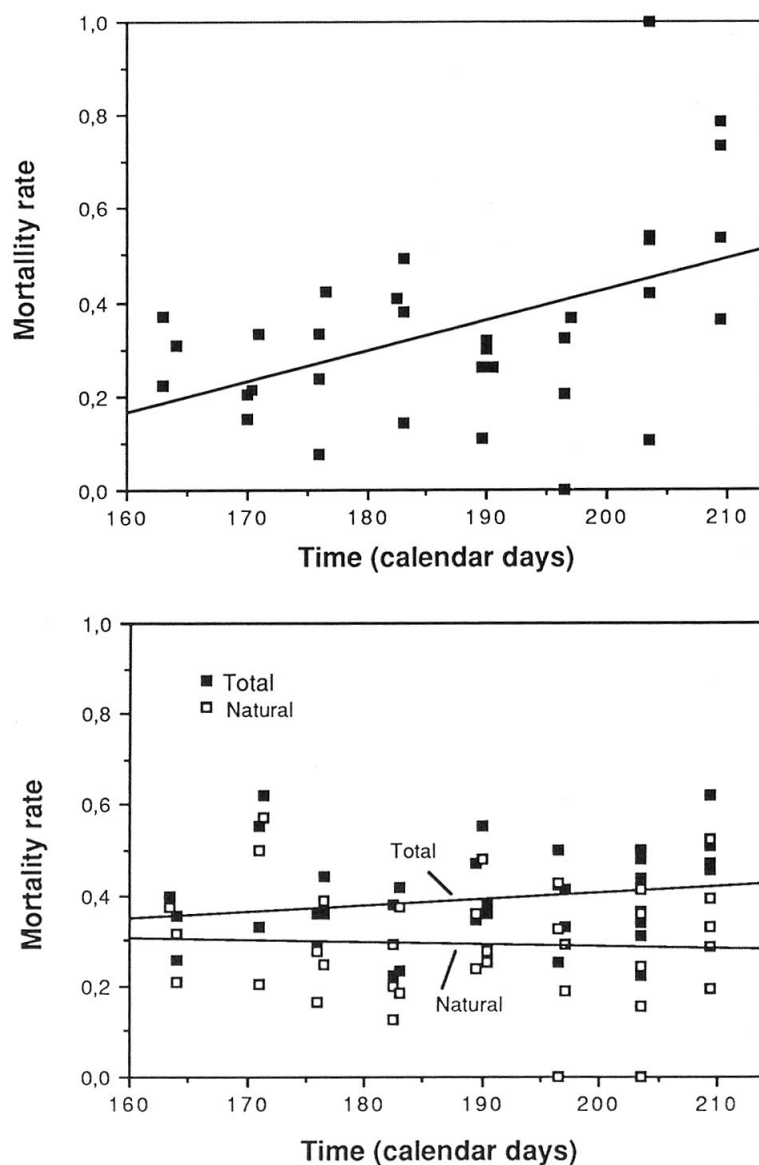 1,0
0,8
0,6
0,4
0,2
0,0
Mortallity rate
160 170 180 190 200 210
Time (calendar days)
1,0
0,8
0,6
0,4
0,2
0,0
Mortality rate
Total
Natural
Total
Natural
160 170 180 190 200 210
Time (calendar days)